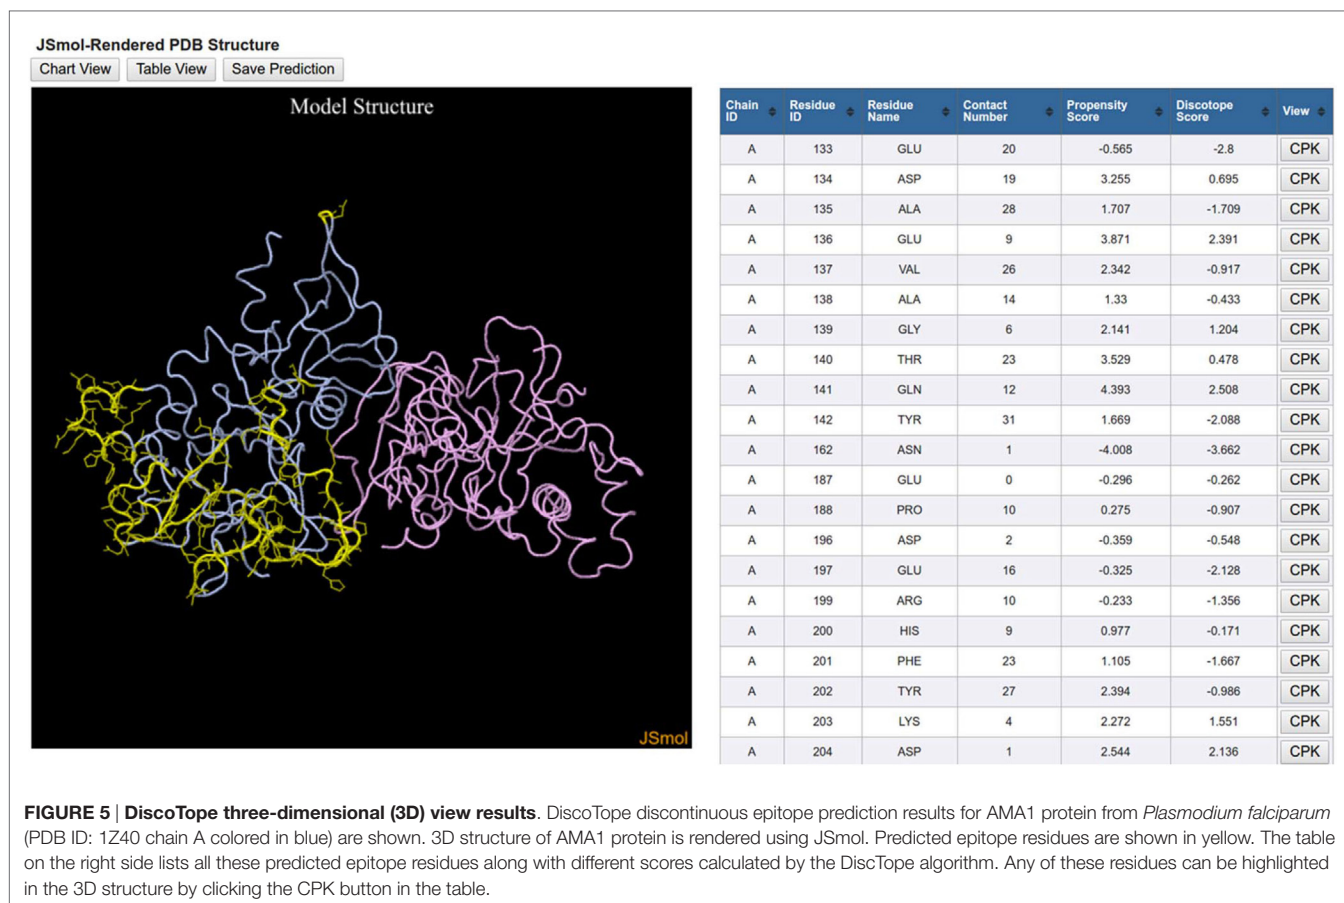 JSmol-Rendered PDB Structure
Chart View Table View Save Prediction
Model Structure
JSmol
Chain ID Residue ID Residue Name Contact Number Propensity Score Discotope Score View
A 133 GLU 20 -0.565 -2.8 CPK
A 134 ASP 19 3.255 0.695 CPK
A 135 ALA 28 1.707 -1.709 CPK
A 136 GLU 9 3.871 2.391 CPK
A 137 VAL 26 2.342 -0.917 CPK
A 138 ALA 14 1.33 -0.433 CPK
A 139 GLY 6 2.141 1.204 CPK
A 140 THR 23 3.529 0.478 CPK
A 141 GLN 12 4.393 2.508 CPK
A 142 TYR 31 1.669 -2.088 CPK
A 162 ASN 1 -4.008 -3.662 CPK
A 187 GLU 0 -0.296 -0.262 CPK
A 188 PRO 10 0.275 -0.907 CPK
A 196 ASP 2 -0.359 -0.548 CPK
A 197 GLU 16 -0.325 -2.128 CPK
A 199 ARG 10 -0.233 -1.356 CPK
A 200 HIS 9 0.977 -0.171 CPK
A 201 PHE 23 1.105 -1.667 CPK
A 202 TYR 27 2.394 -0.986 CPK
A 203 LYS 4 2.272 1.551 CPK
A 204 ASP 1 2.544 2.136 CPK
FIGURE 5 | DiscoTope three-dimensional (3D) view results. DiscoTope discontinuous epitope prediction results for AMA1 protein from Plasmodium falciparum
(PDB ID: 1Z40 chain A colored in blue) are shown. 3D structure of AMA1 protein is rendered using JSmol. Predicted epitope residues are shown in yellow. The table
on the right side lists all these predicted epitope residues along with different scores calculated by the DiscTope algorithm. Any of these residues can be highlighted
in the 3D structure by clicking the CPK button in the table.